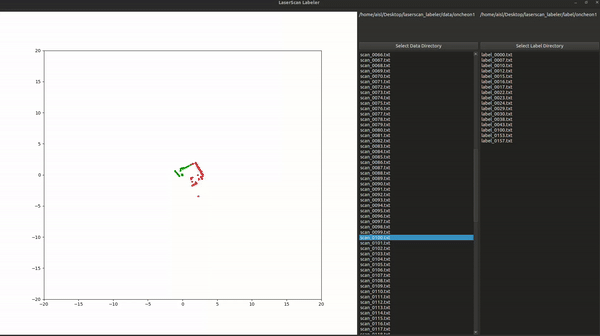 LaserScan Labeler
/home/aisl/Desktop/laserscan_labeler/data/oncheon1
/home/aisl/Desktop/laserscan_labeler/label/oncheon1
Select Data Directory
Select Label Directory
scan_0066.txt
scan_0067.txt
scan_0068.txt
scan_0069.txt
scan_0070.txt
scan_0071.txt
scan_0072.txt
scan_0073.txt
scan_0074.txt
scan_0075.txt
scan_0076.txt
scan_0077.txt
scan_0078.txt
scan_0079.txt
scan_0080.txt
scan_0081.txt
scan_0082.txt
scan_0083.txt
scan_0084.txt
scan_0085.txt
scan_0086.txt
scan_0087.txt
scan_0088.txt
scan_0089.txt
scan_0090.txt
scan_0091.txt
scan_0092.txt
scan_0093.txt
scan_0094.txt
scan_0095.txt
scan_0096.txt
scan_0097.txt
scan_0098.txt
scan_0099.txt
scan_0100.txt
scan_0101.txt
scan_0102.txt
scan_0103.txt
scan_0104.txt
scan_0105.txt
scan_0106.txt
scan_0107.txt
scan_0108.txt
scan_0109.txt
scan_0110.txt
scan_0111.txt
scan_0112.txt
scan_0113.txt
scan_0114.txt
scan_0115.txt
scan_0116.txt
scan_0117.txt
label_0000.txt
label_0007.txt
label_0010.txt
label_0012.txt
label_0015.txt
label_0016.txt
label_0017.txt
label_0022.txt
label_0023.txt
label_0024.txt
label_0029.txt
label_0030.txt
label_0038.txt
label_0043.txt
label_0100.txt
label_0153.txt
label_0157.txt
20
15
10
5
0
−5
−10
−15
−20
−20
−15
−10
−5
0
5
10
15
20